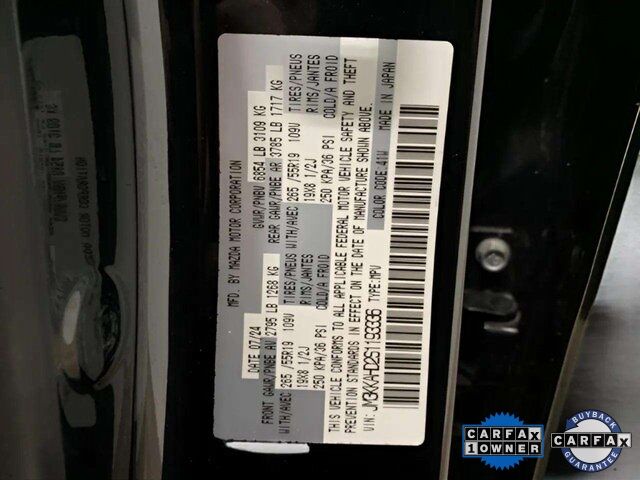 MFD. BY MAZDA MOTOR CORPORATION
DATE 07/24 GVWR/PNBV 6854 LB 3109 KG
FRONT GAWR/PNBE AV 2795 LB 1268 KG REAR GAWR/PNBE AR 3785 LB 1717 KG
WITH/AVEC TIRES/PNEUS WITH/AVEC TIRES/PNEUS
265 /55R19 109V 265 /55R19 109V
RIMS/JANTES RIMS/JANTES
19X8 1/2J 19X8 1/2J
COLD/A FROID COLD/A FROID
250 KPA/36 PSI 250 KPA/36 PSI
THIS VEHICLE CONFORMS TO ALL APPLICABLE FEDERAL MOTOR VEHICLE SAFETY AND THEFT
PREVENTION STANDARDS IN EFFECT ON THE DATE OF MANUFACTURE SHOWN ABOVE.
VIN: TYPE:MPV COLOR CODE 41W MADE IN JAPAN
CARFAX
1 OWNER
BUYBACK
CARFAX
GUARANTEE